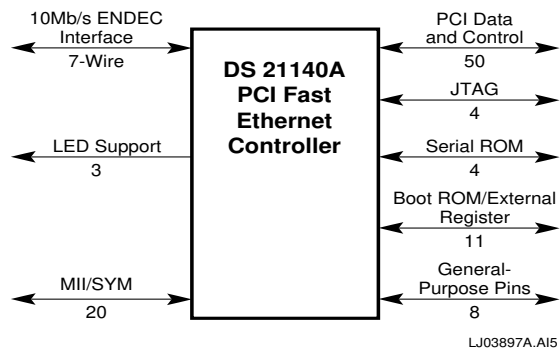 10Mb/s ENDEC
Interface
7-Wire
LED Support
3
MII/SYM
20
DS 21140A
PCI Fast
Ethernet
Controller
PCI Data
and Control
50
JTAG
4
Serial ROM
4
Boot ROM/External
Register
11
General-
Purpose Pins
8
LJ03897A.AI5